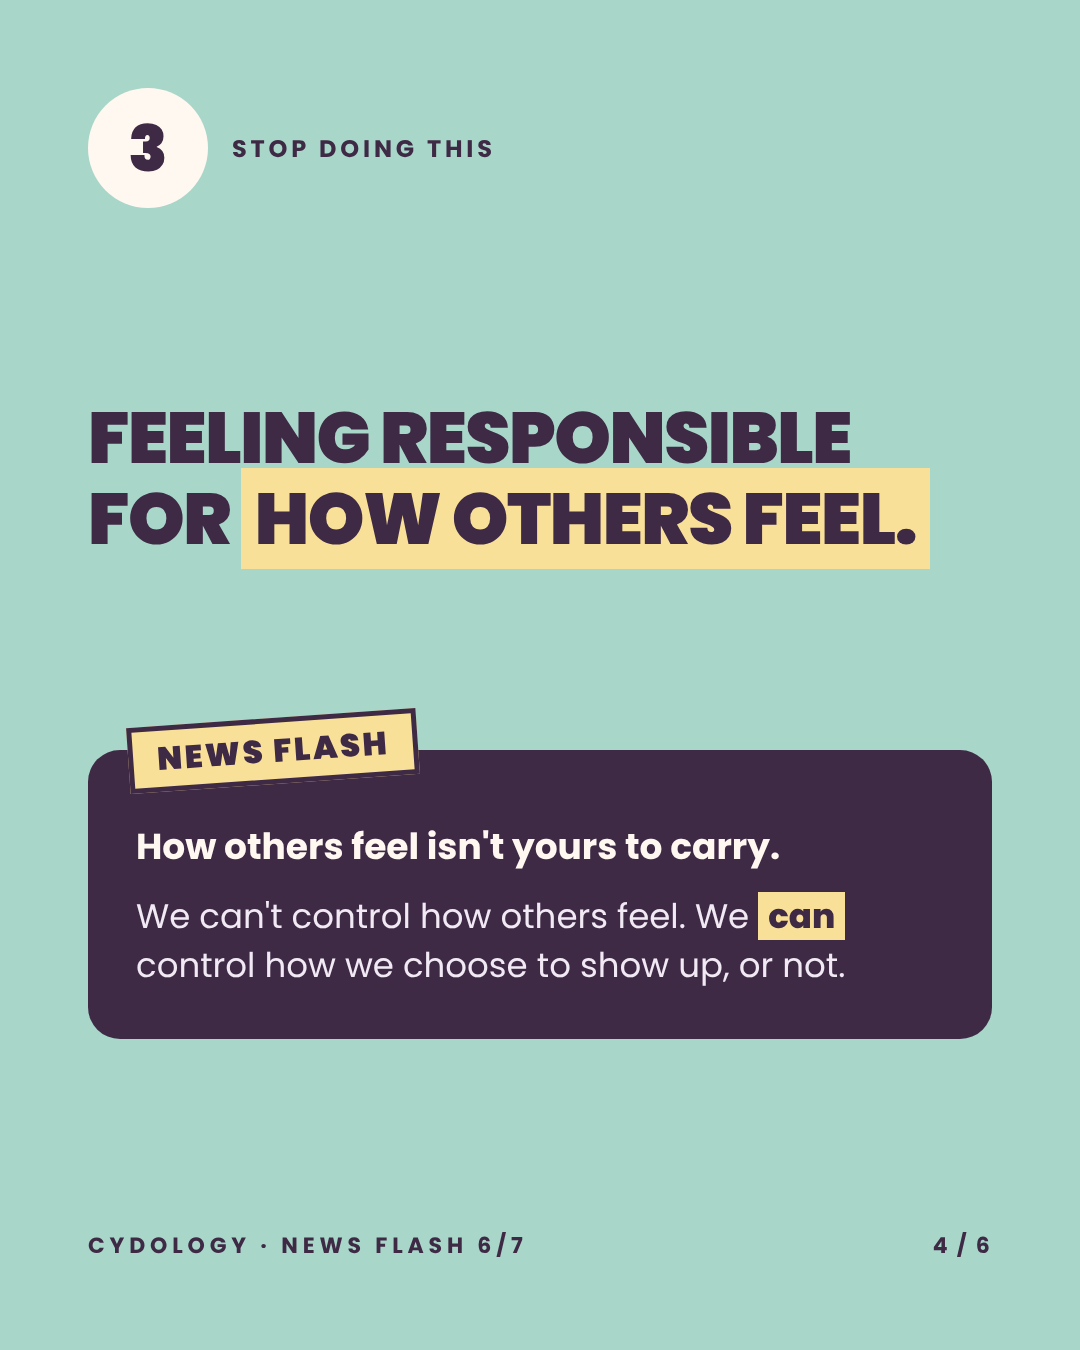 3
STOP DOING THIS
FEELING RESPONSIBLE
FOR HOW OTHERS FEEL.
NEWS FLASH
How others feel isn't yours to carry.
We can't control how others feel. We can
control how we choose to show up, or not.
CYDOLOGY · NEWS FLASH 6/7
4 / 6